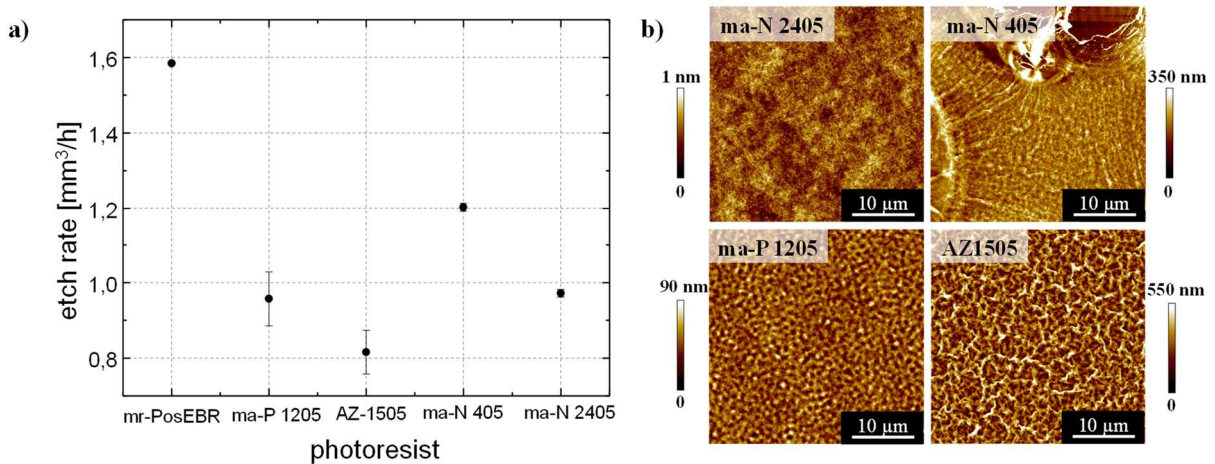 a)
1,6
1,4
1,2
1,0
0,8
etch rate [mm³/h]
mr-PosEBR
ma-P 1205
AZ-1505
ma-N 405
ma-N 2405
photoresist
b)
ma-N 2405
1 nm
0
10 µm
ma-N 405
350 nm
0
10 µm
ma-P 1205
90 nm
0
10 µm
AZ1505
550 nm
0
10 µm